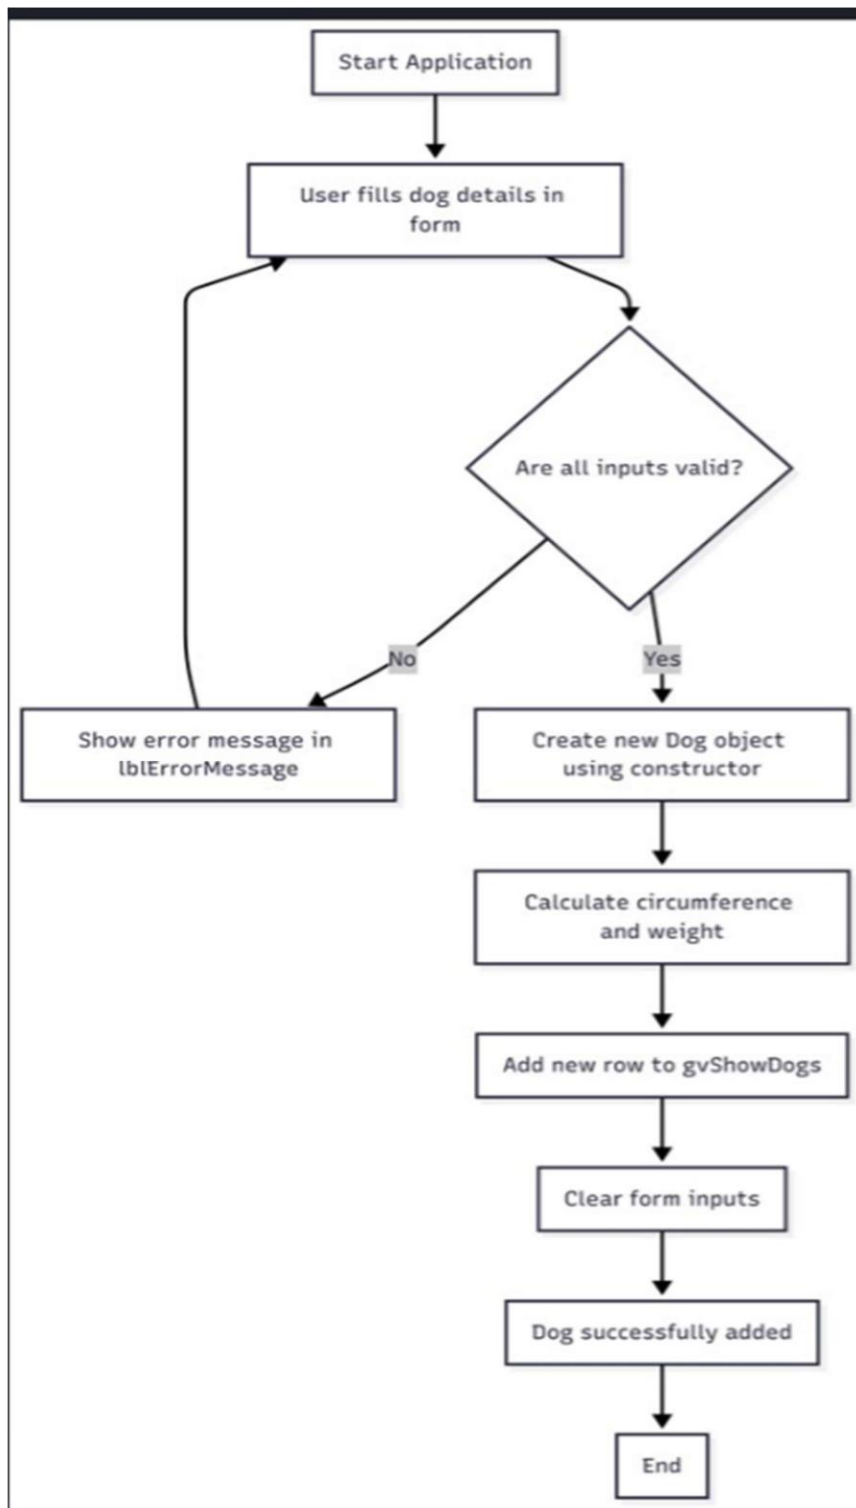 Start Application
User fills dog details in
form
Are all inputs valid?
No
Yes
Show error message in
lblErrorMessage
Create new Dog object
using constructor
Calculate circumference
and weight
Add new row to gvShowDogs
Clear form inputs
Dog successfully added
End